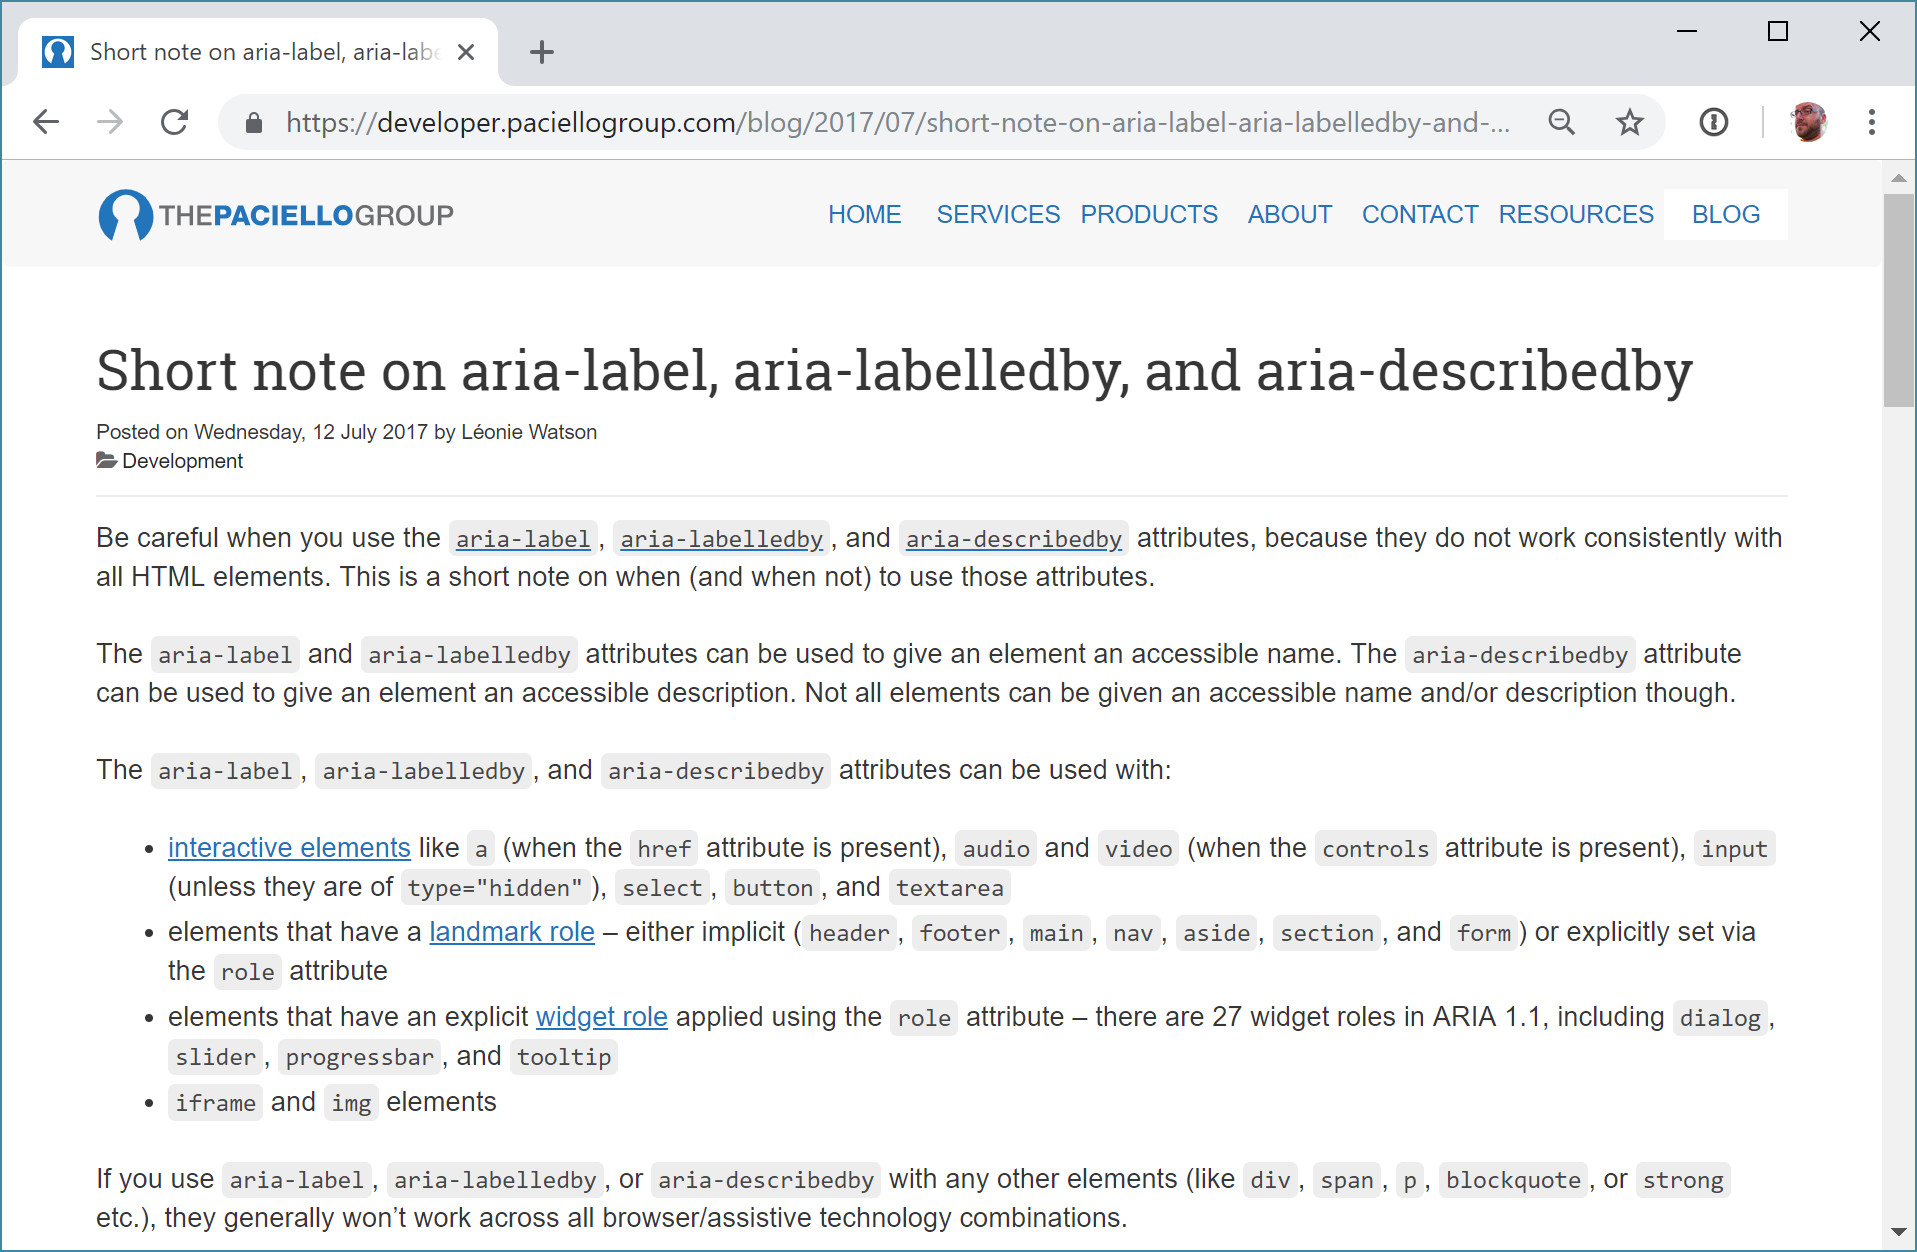 Short note on aria-label, aria-labe
https://developer.paciellogroup.com/blog/2017/07/short-note-on-aria-label-aria-labelledby-and-...
THEPACIELLOGROUP
HOME SERVICES PRODUCTS ABOUT CONTACT RESOURCES BLOG
Short note on aria-label, aria-labelledby, and aria-describedby
Posted on Wednesday, 12 July 2017 by Léonie Watson
Development
Be careful when you use the aria-label, aria-labelledby, and aria-describedby attributes, because they do not work consistently with
all HTML elements. This is a short note on when (and when not) to use those attributes.
The aria-label and aria-labelledby attributes can be used to give an element an accessible name. The aria-describedby attribute
can be used to give an element an accessible description. Not all elements can be given an accessible name and/or description though.
The aria-label, aria-labelledby, and aria-describedby attributes can be used with:
• interactive elements like a (when the href attribute is present), audio and video (when the controls attribute is present), input
(unless they are of type="hidden"), select, button, and textarea
• elements that have a landmark role – either implicit (header, footer, main, nav, aside, section, and form) or explicitly set via
the role attribute
• elements that have an explicit widget role applied using the role attribute – there are 27 widget roles in ARIA 1.1, including dialog,
slider, progressbar, and tooltip
• iframe and img elements
If you use aria-label, aria-labelledby, or aria-describedby with any other elements (like div, span, p, blockquote, or strong
etc.), they generally won’t work across all browser/assistive technology combinations.